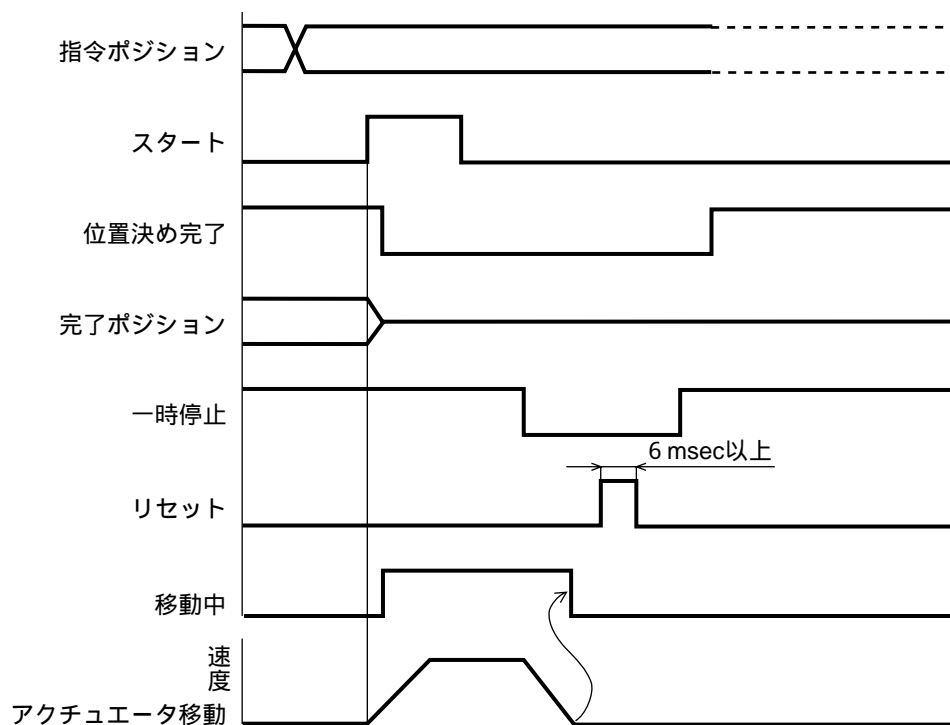 指令ポジション
スタート
位置決め完了
完了ポジション
一時停止
6 msec以上
リセット
移動中
速度
アクチュエータ移動